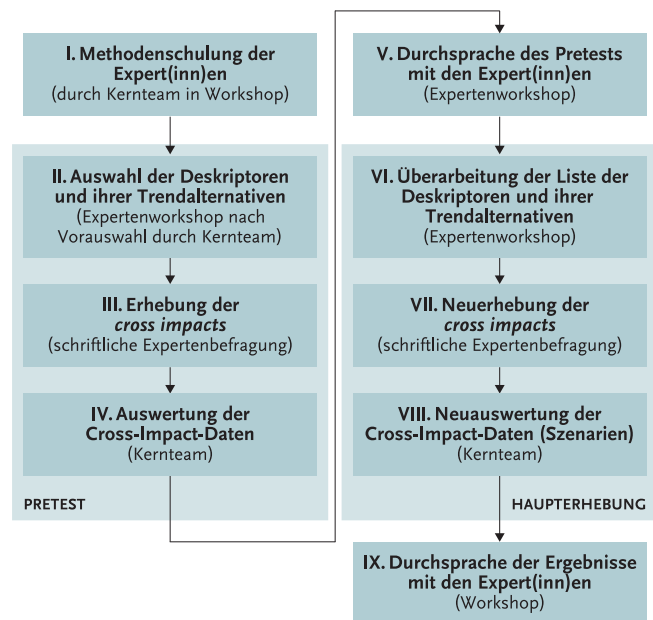 I. Methodenschulung der
Expert(inn)en
(durch Kernteam in Workshop)
II. Auswahl der Deskriptoren
und ihrer Trendalternativen
(Expertenworkshop nach
Vorauswahl durch Kernteam)
III. Erhebung der
cross impacts
(schriftliche Expertenbefragung)
IV. Auswertung der
Cross-Impact-Daten
(Kernteam)
PRETEST
V. Durchsprache des Pretests
mit den Expert(inn)en
(Expertenworkshop)
VI. Überarbeitung der Liste der
Deskriptoren und ihrer
Trendalternativen
(Expertenworkshop)
VII. Neuerhebung der
cross impacts
(schriftliche Expertenbefragung)
VIII. Neuauswertung der
Cross-Impact-Daten (Szenarien)
(Kernteam)
HAUPTERHEBUNG
IX. Durchsprache der Ergebnisse
mit den Expert(inn)en
(Workshop)